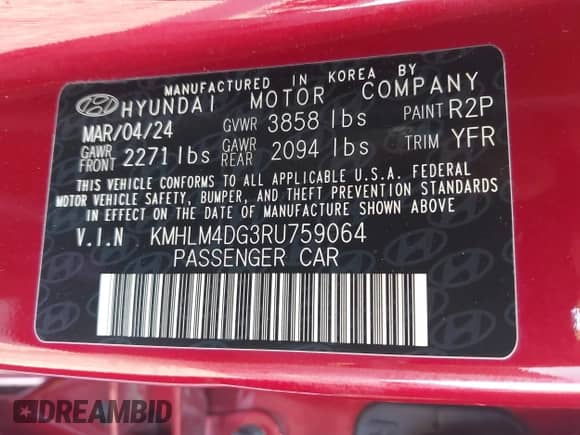 MANUFACTURED IN KOREA BY
HYUNDAI MOTOR COMPANY
MAR/04/24 GVWR 3858 lbs PAINT R2P
GAWR FRONT 2271 lbs GAWR REAR 2094 lbs TRIM YFR
THIS VEHICLE CONFORMS TO ALL APPLICABLE U.S.A. FEDERAL
MOTOR VEHICLE SAFETY, BUMPER, AND THEFT PREVENTION STANDARDS
IN EFFECT ON THE DATE OF MANUFACTURE SHOWN ABOVE.
V.I.N KMHLM4DG3RU759064
PASSENGER CAR
DREAMBID